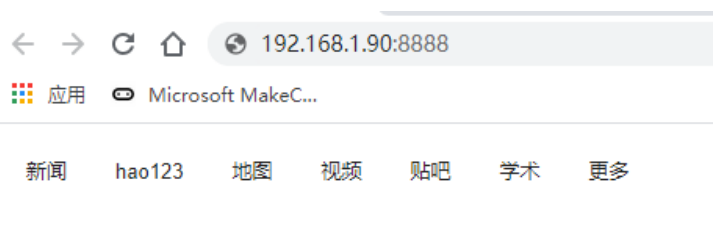 192.168.1.90:8888
应用 Microsoft MakeC...
新闻 hao123 地图 视频 贴吧 学术 更多